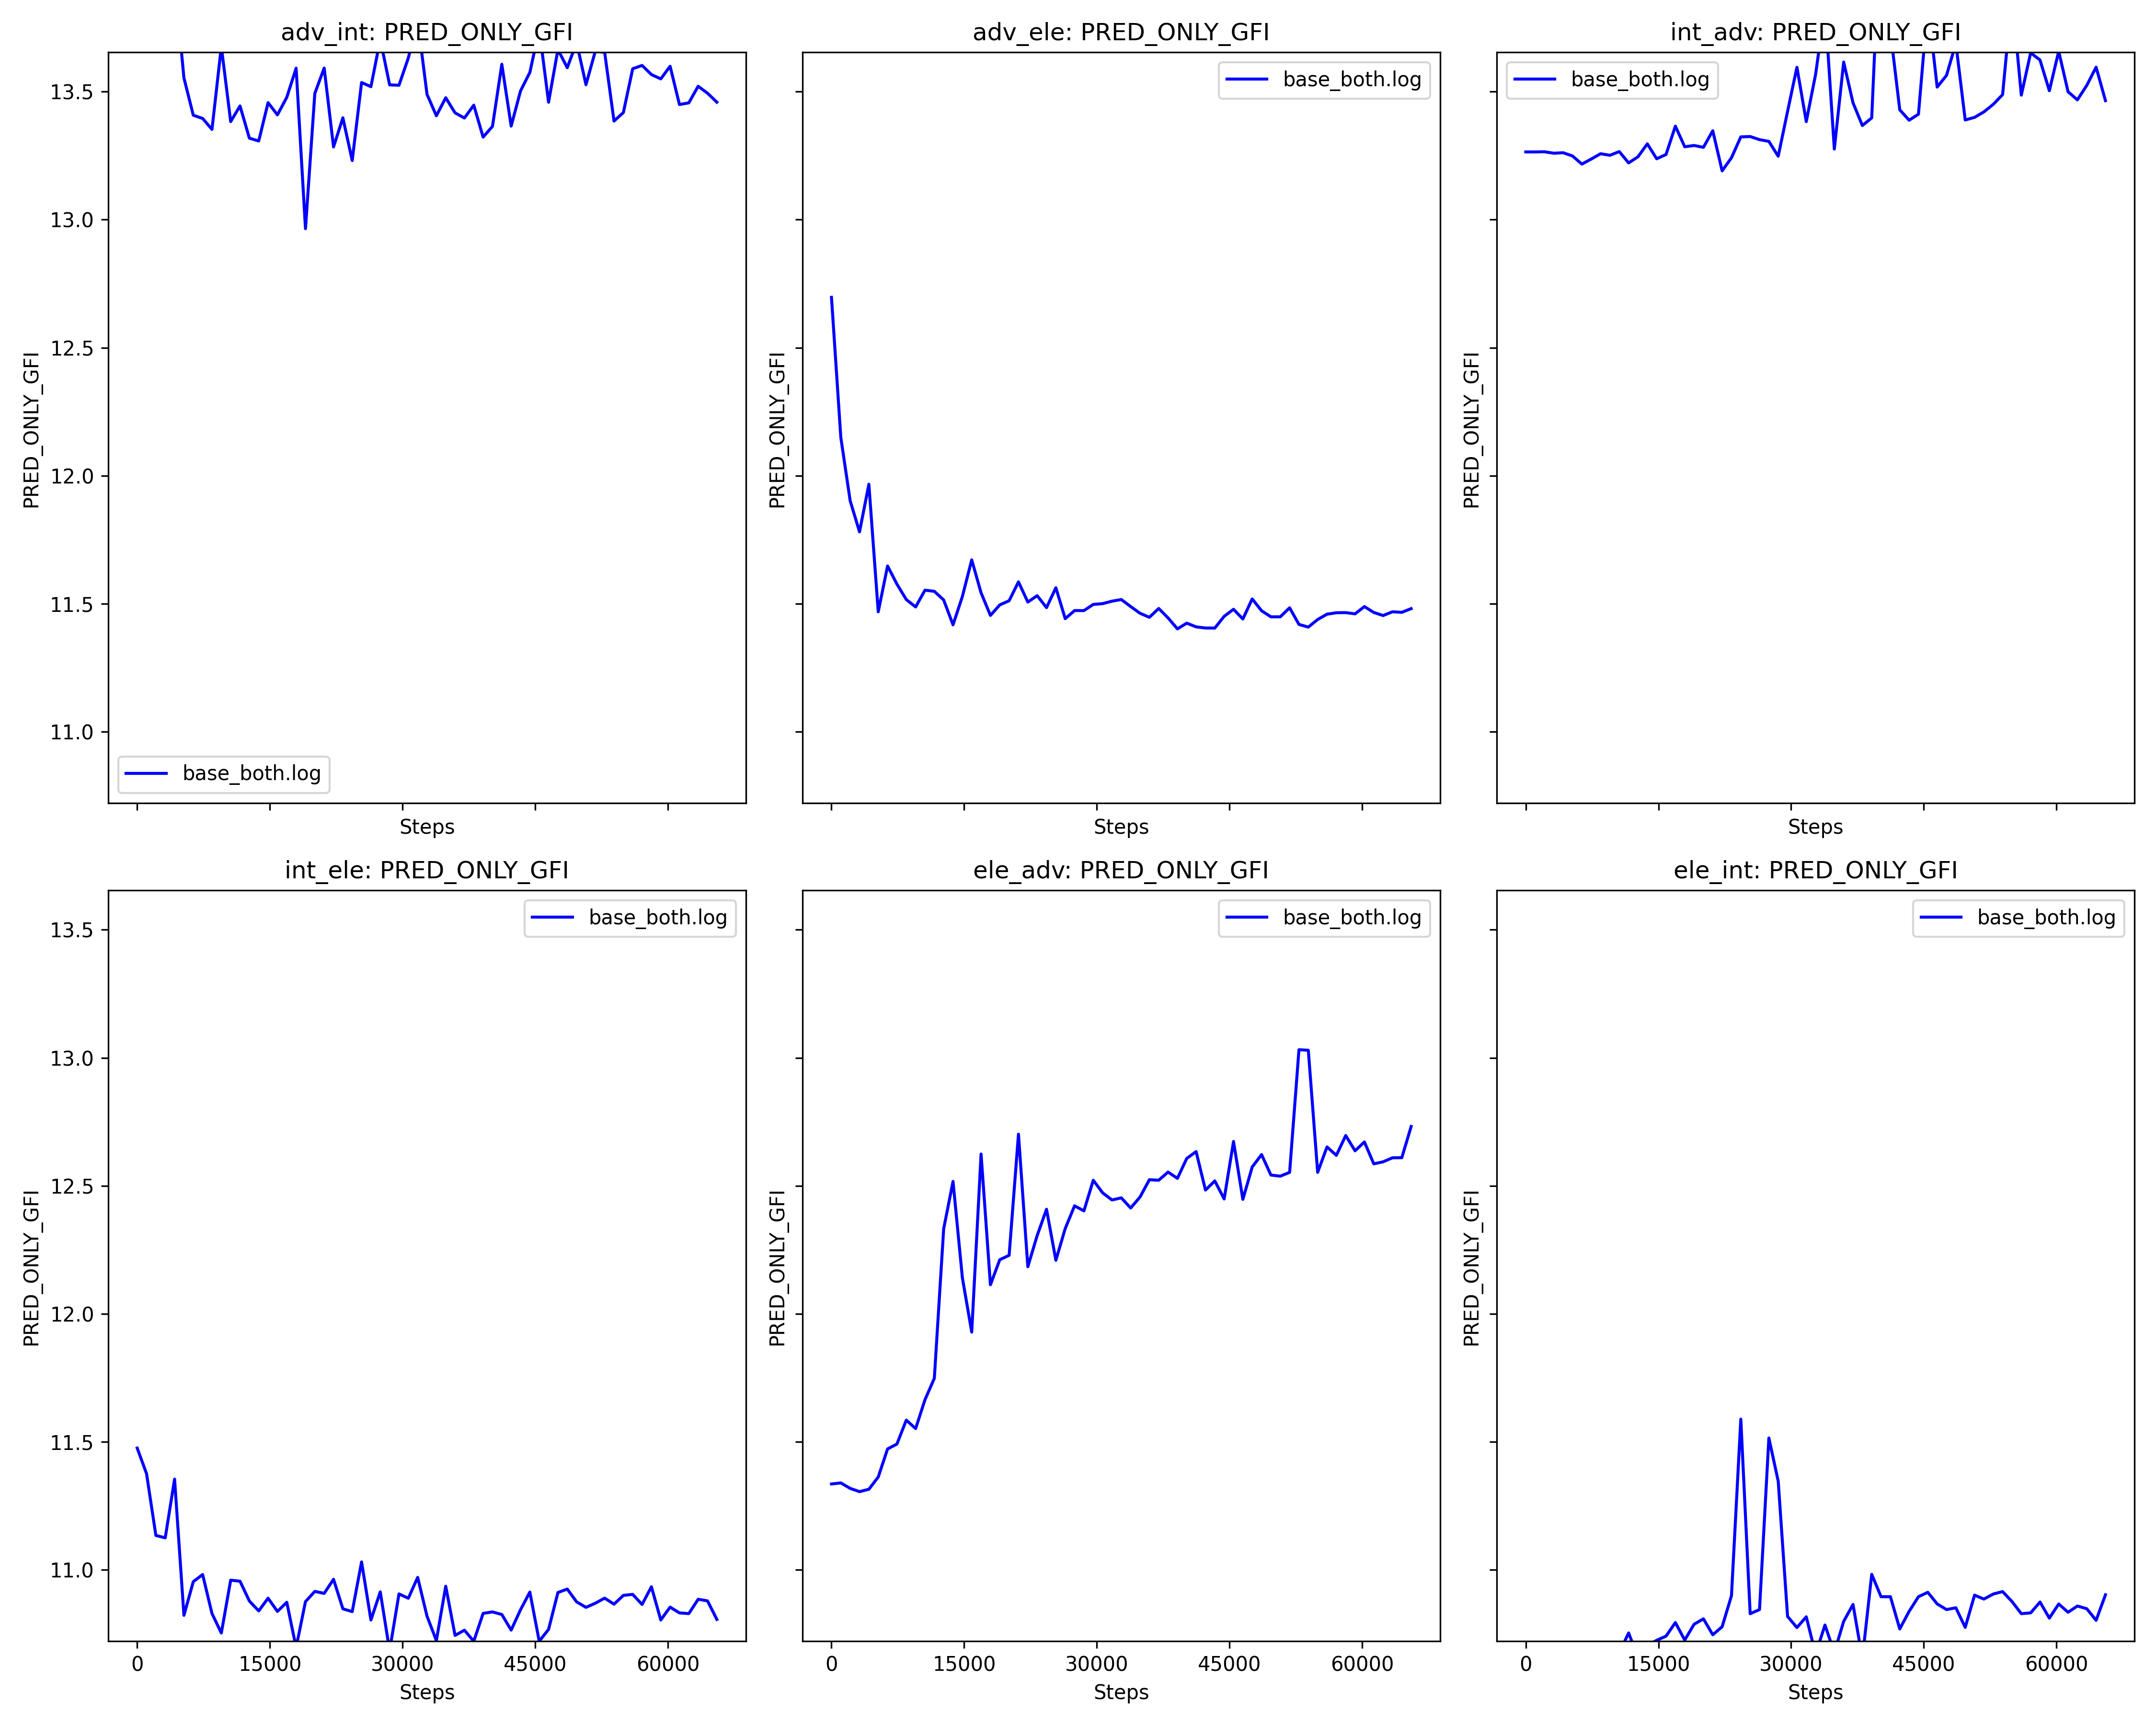 adv_int: PRED_ONLY_GFI
adv_ele: PRED_ONLY_GFI
int_adv: PRED_ONLY_GFI
base_both.log
base_both.log
base_both.log
13.5
13.0
12.5
12.0
11.5
11.0
PRED_ONLY_GFI
PRED_ONLY_GFI
PRED_ONLY_GFI
Steps
Steps
Steps
int_ele: PRED_ONLY_GFI
ele_adv: PRED_ONLY_GFI
ele_int: PRED_ONLY_GFI
base_both.log
base_both.log
base_both.log
13.5
13.0
12.5
12.0
11.5
11.0
PRED_ONLY_GFI
PRED_ONLY_GFI
PRED_ONLY_GFI
0 15000 30000 45000 60000
0 15000 30000 45000 60000
0 15000 30000 45000 60000
Steps
Steps
Steps